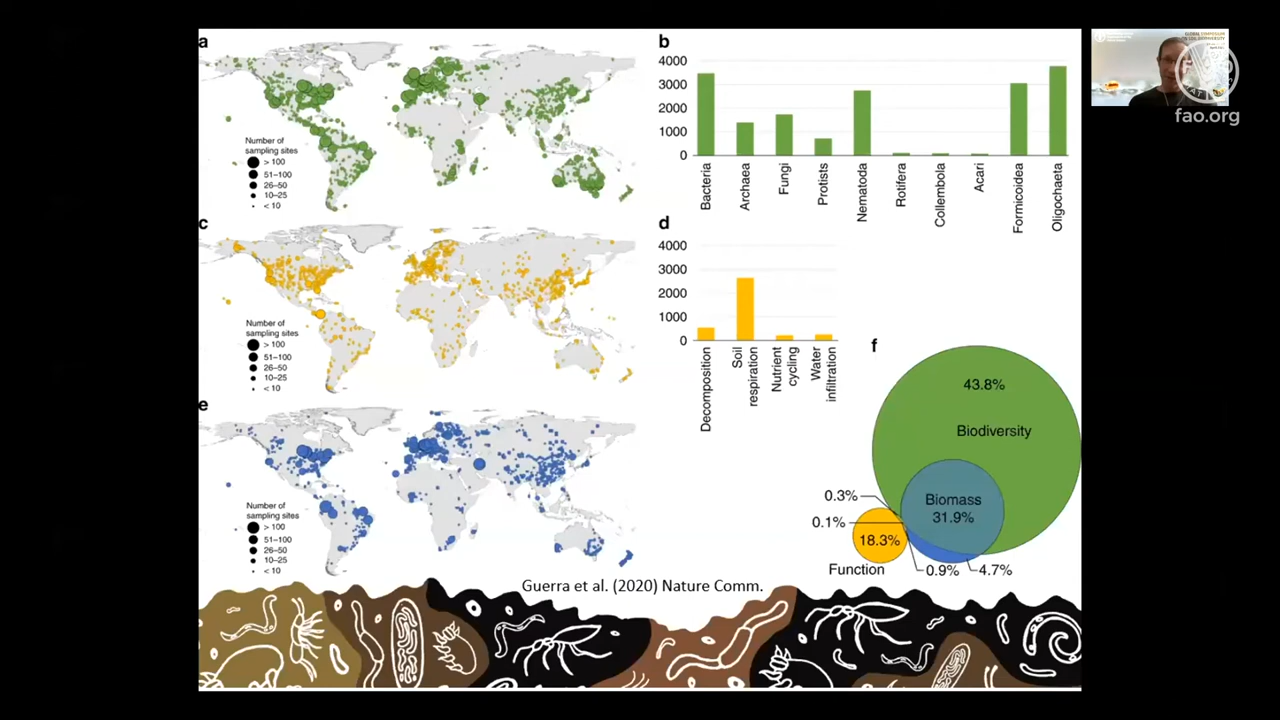 a
Number of
sampling sites
> 100
51–100
26–50
10–25
< 10
b
4000
3000
2000
1000
0
Bacteria
Archaea
Fungi
Protists
Nematoda
Rotifera
Collembola
Acari
Formicoidea
Oligochaeta
c
Number of
sampling sites
> 100
51–100
26–50
10–25
< 10
d
4000
3000
2000
1000
0
Decomposition
Soil
respiration
Nutrient
cycling
Water
infiltration
e
Number of
sampling sites
> 100
51–100
26–50
10–25
< 10
f
43.8%
Biodiversity
Biomass
31.9%
0.3%
0.1%
18.3%
Function
0.9%
4.7%
Guerra et al. (2020) Nature Comm.
GLOBAL SYMPOSIUM
fao.org